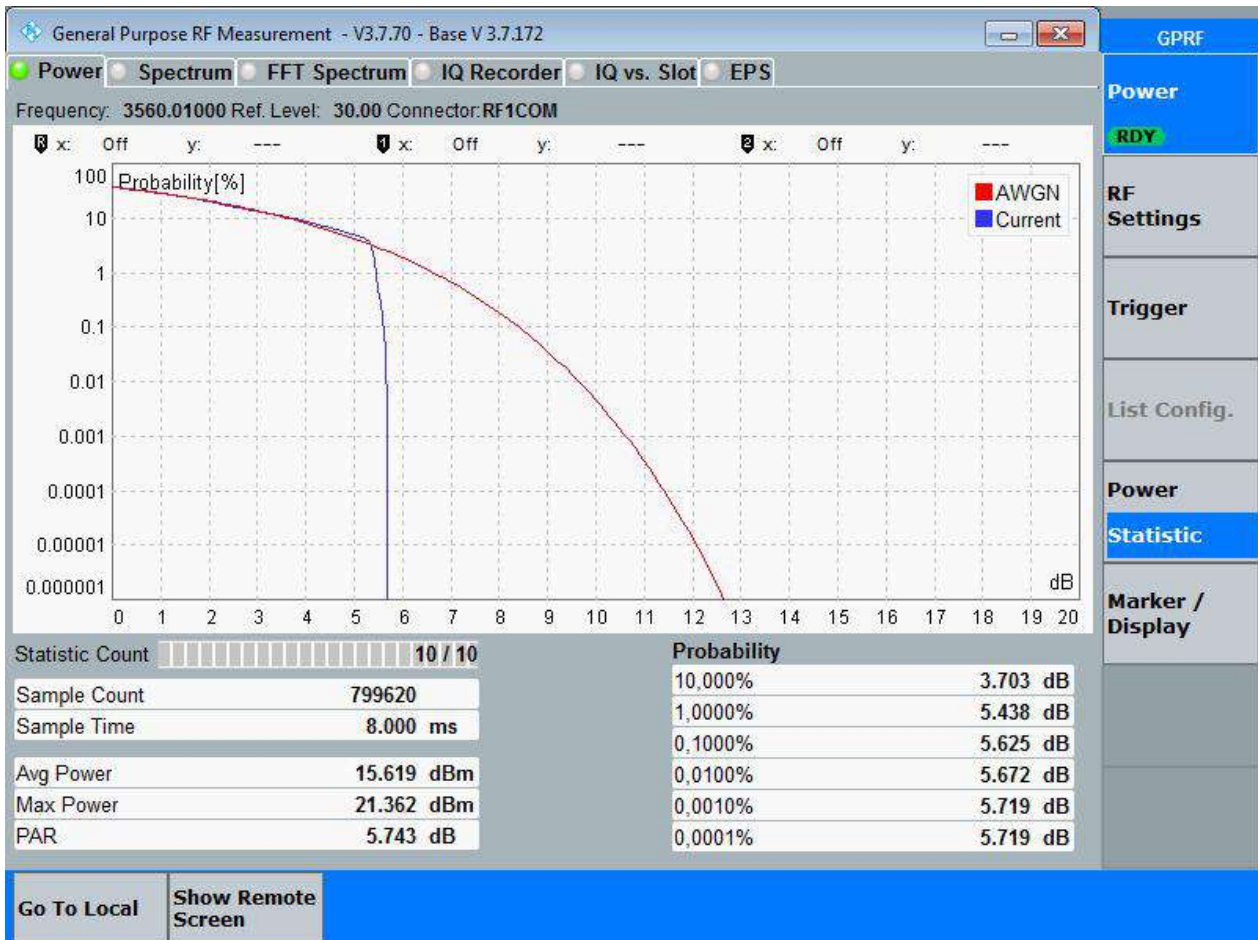 General Purpose RF Measurement - V3.7.70 - Base V 3.7.172
GPRF
Power Spectrum FFT Spectrum IQ Recorder IQ vs. Slot EPS
Frequency: 3560.01000 Ref. Level: 30.00 Connector:RF1COM
R x: Off y: --- 1 x: Off y: --- 2 x: Off y: ---
Probability[%]
AWGN
Current
100
10
1
0.1
0.01
0.001
0.0001
0.00001
0.000001
dB
0 1 2 3 4 5 6 7 8 9 10 11 12 13 14 15 16 17 18 19 20
Statistic Count 10 / 10
Sample Count 799620
Sample Time 8.000 ms
Avg Power 15.619 dBm
Max Power 21.362 dBm
PAR 5.743 dB
Probability
10,000% 3.703 dB
1,0000% 5.438 dB
0,1000% 5.625 dB
0,0100% 5.672 dB
0,0010% 5.719 dB
0,0001% 5.719 dB
Power
RDY
RF
Settings
Trigger
List Config.
Power
Statistic
Marker /
Display
Go To Local
Show Remote
Screen